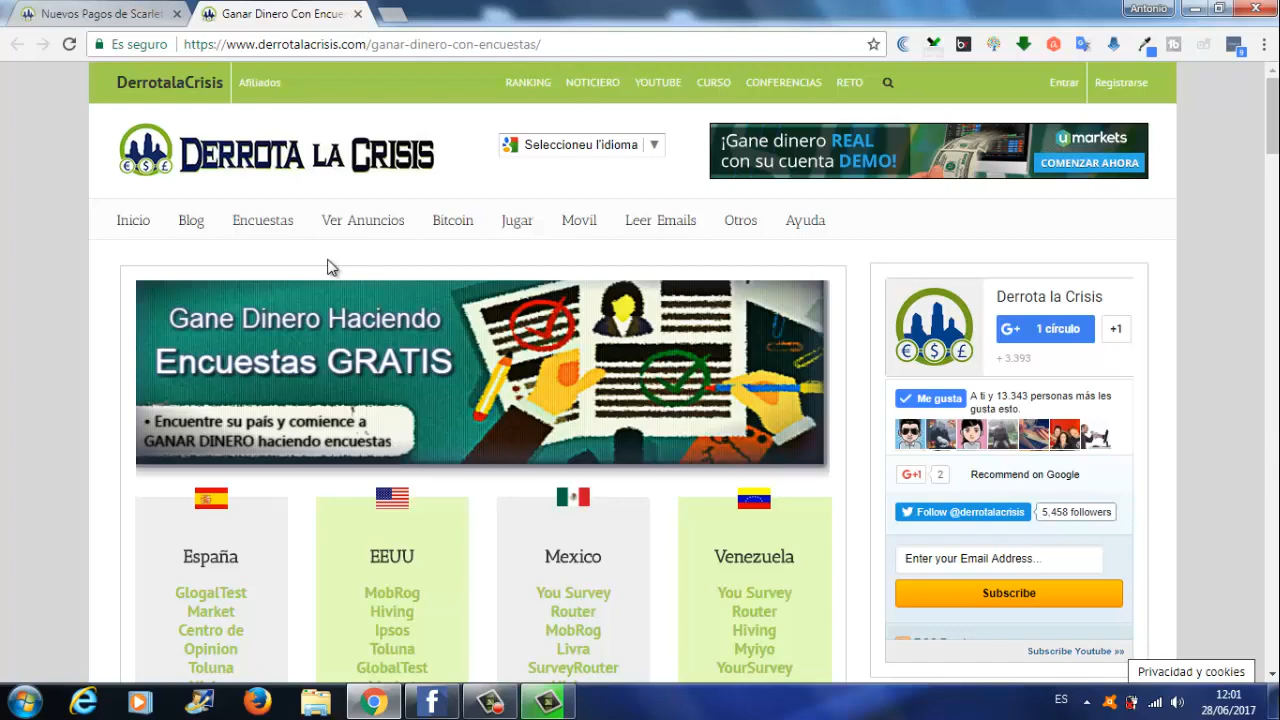 Nuevos Pagos de Scarlet
Ganar Dinero Con Encue
Antonio
Es seguro
https://www.derrotalacrisis.com/ganar-dinero-con-encuestas/
DerrotalaCrisis
Afiliados
RANKING
NOTICIERO
YOUTUBE
CURSO
CONFERENCIAS
RETO
Entrar
Registrarse
DERROTA LA CRISIS
Seleccioneu l'idioma
¡Gane dinero REAL
con su cuenta DEMO!
umarkets
COMENZAR AHORA
Inicio
Blog
Encuestas
Ver Anuncios
Bitcoin
Jugar
Movil
Leer Emails
Otros
Ayuda
Gane Dinero Haciendo
Encuestas GRATIS
• Encuentre su país y comience a
GANAR DINERO haciendo encuestas
Derrota la Crisis
G+ 1 círculo
+1
+ 3.393
Me gusta
A ti y 13.343 personas más les
gusta esto.
G+1
2
Recommend on Google
Follow @derrotalacrisis
5,458 followers
Enter your Email Address...
Subscribe
Subscribe Youtube »»
España
GlogalTest
Market
Centro de
Opinion
Toluna
EEUU
MobRog
Hiving
Ipsos
Toluna
GlobalTest
Mexico
You Survey
Router
MobRog
Livra
SurveyRouter
Venezuela
You Survey
Router
Hiving
Myiyo
YourSurvey
Privacidad y cookies
ES
12:01
28/06/2017